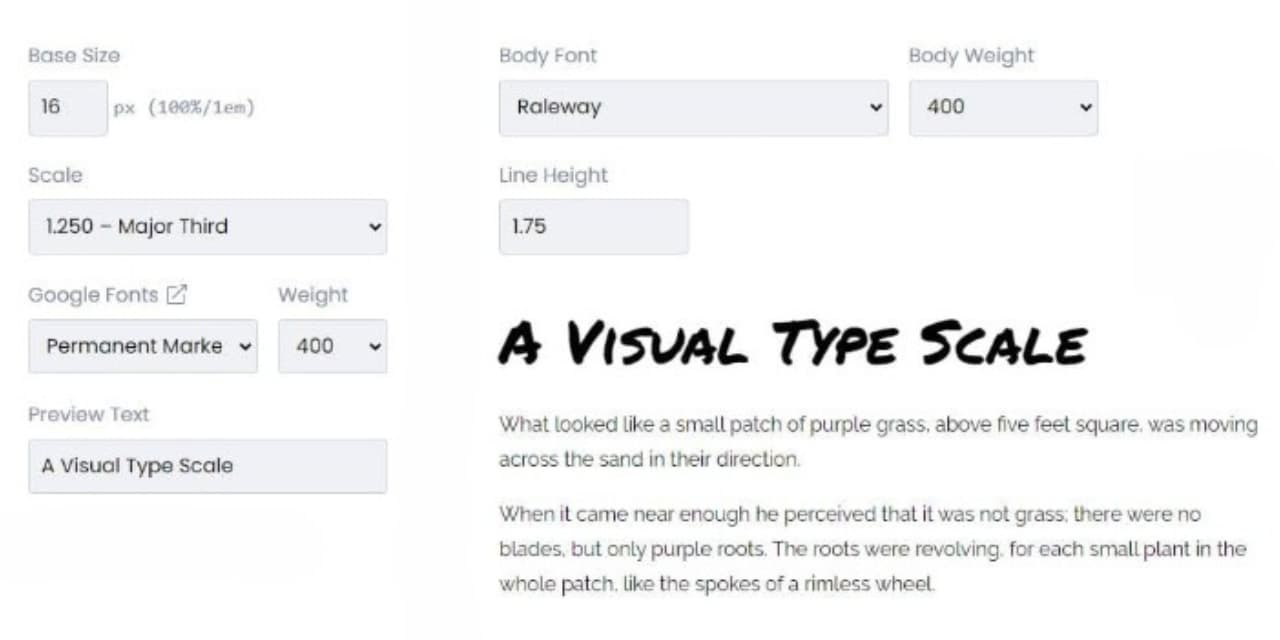 Base Size
16 px (100%/1em)
Scale
1.250 – Major Third
Google Fonts Weight
Permanent Marke 400
Preview Text
A Visual Type Scale
Body Font Body Weight
Raleway 400
Line Height
1.75
A Visual Type Scale
What looked like a small patch of purple grass, above five feet square, was moving
across the sand in their direction.
When it came near enough he perceived that it was not grass; there were no
blades, but only purple roots. The roots were revolving, for each small plant in the
whole patch, like the spokes of a rimless wheel.